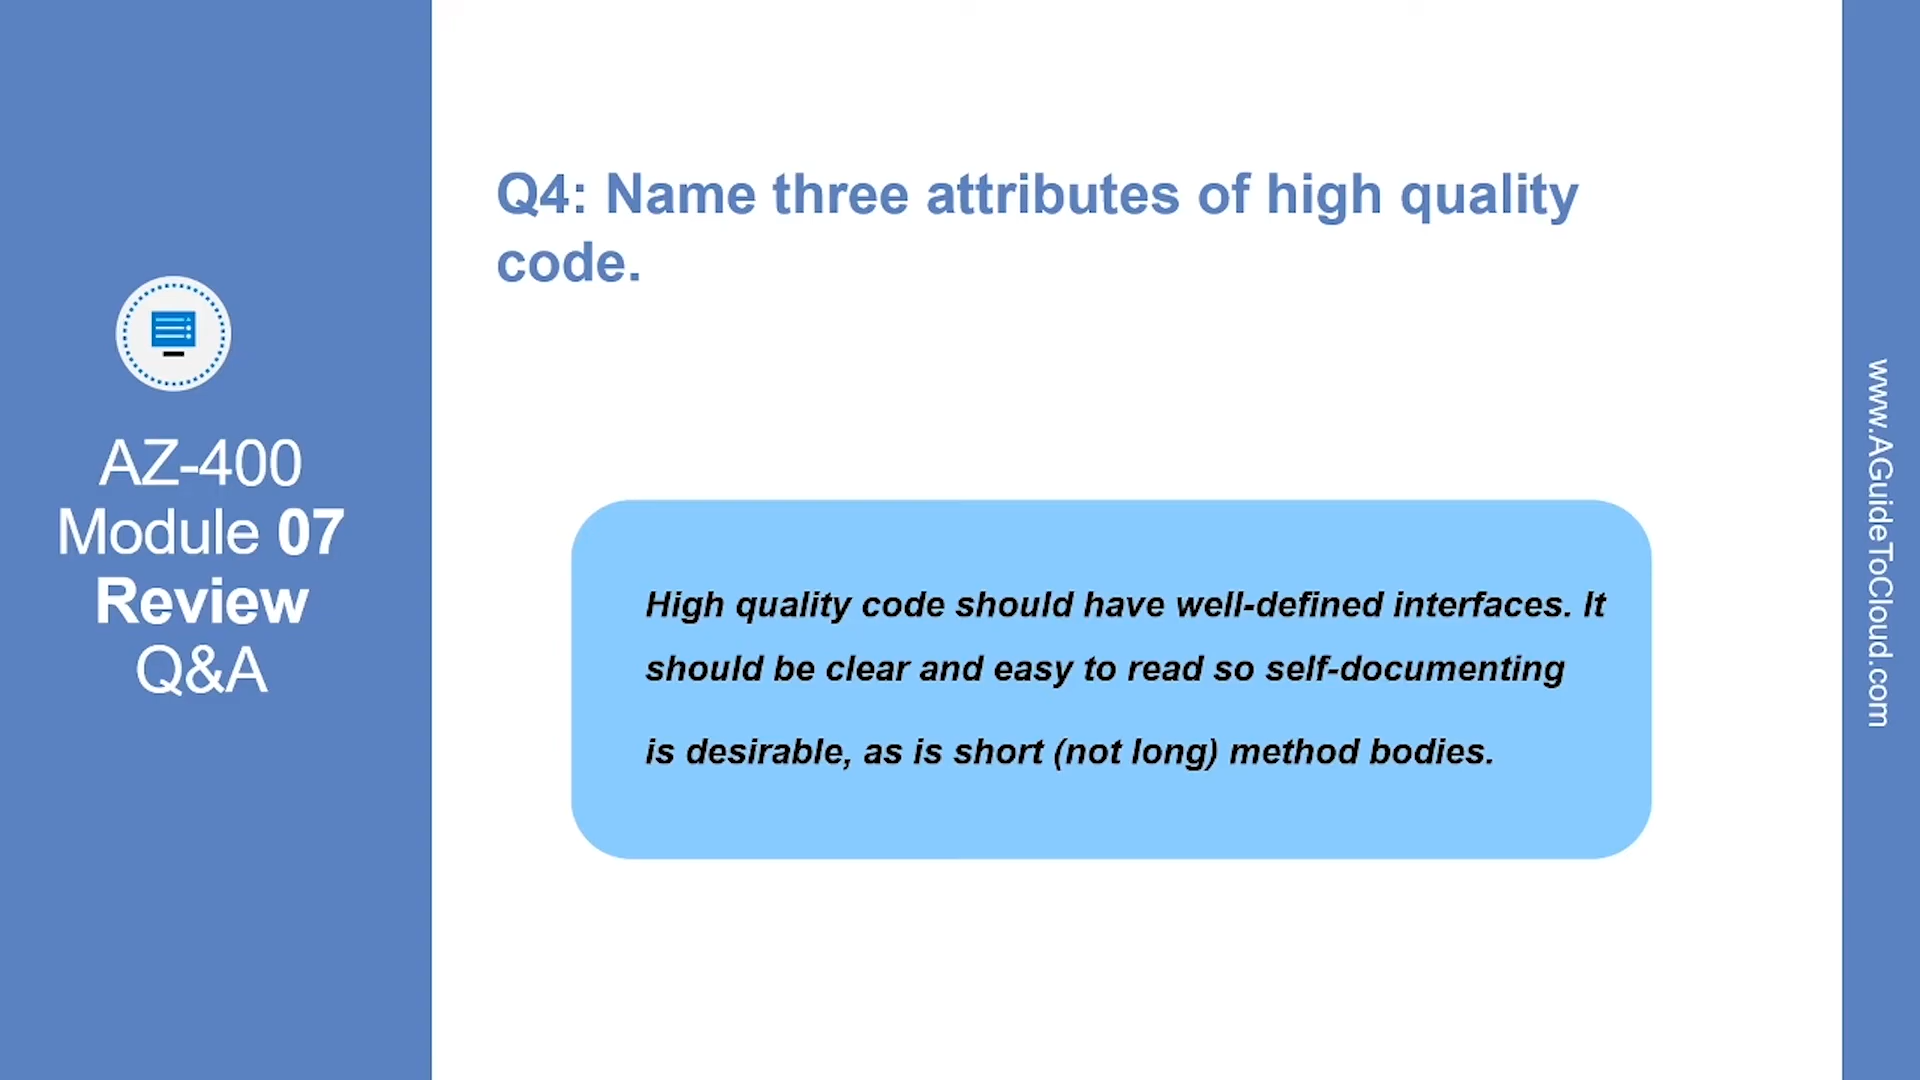 AZ-400
Module 07
Review
Q&A
Q4: Name three attributes of high quality
code.
High quality code should have well-defined interfaces. It
should be clear and easy to read so self-documenting
is desirable, as is short (not long) method bodies.
www.AGuideToCloud.com